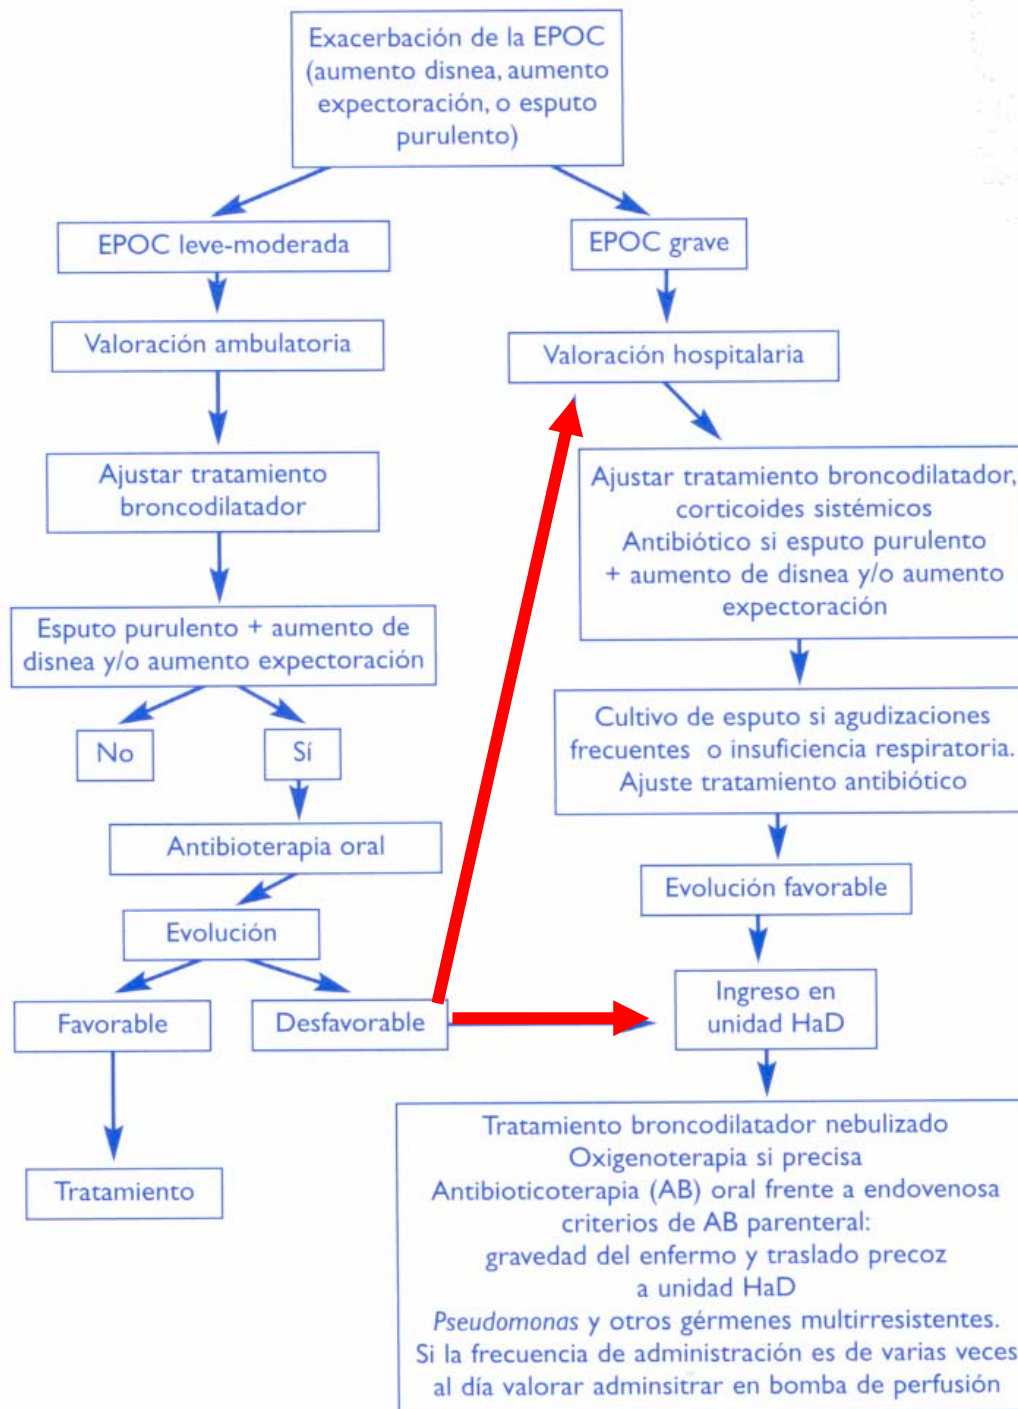 Exacerbación de la EPOC
(aumento disnea, aumento
expectoración, o esputo
purulento)
EPOC leve-moderada
EPOC grave
Valoración ambulatoria
Valoración hospitalaria
Ajustar tratamiento
broncodilatador
Ajustar tratamiento broncodilatador,
corticoides sistémicos
Antibiótico si esputo purulento
+ aumento de disnea y/o aumento
expectoración
Esputo purulento + aumento de
disnea y/o aumento expectoración
No
Sí
Cultivo de esputo si agudizaciones
frecuentes o insuficiencia respiratoria.
Ajuste tratamiento antibiótico
Antibioterapia oral
Evolución favorable
Evolución
Favorable
Desfavorable
Ingreso en
unidad HaD
Tratamiento
Tratamiento broncodilatador nebulizado
Oxigenoterapia si precisa
Antibioticoterapia (AB) oral frente a endovenosa
criterios de AB parenteral:
gravedad del enfermo y traslado precoz
a unidad HaD
Pseudomonas y otros gérmenes multirresistentes.
Si la frecuencia de administración es de varias veces
al día valorar adminsitrar en bomba de perfusión